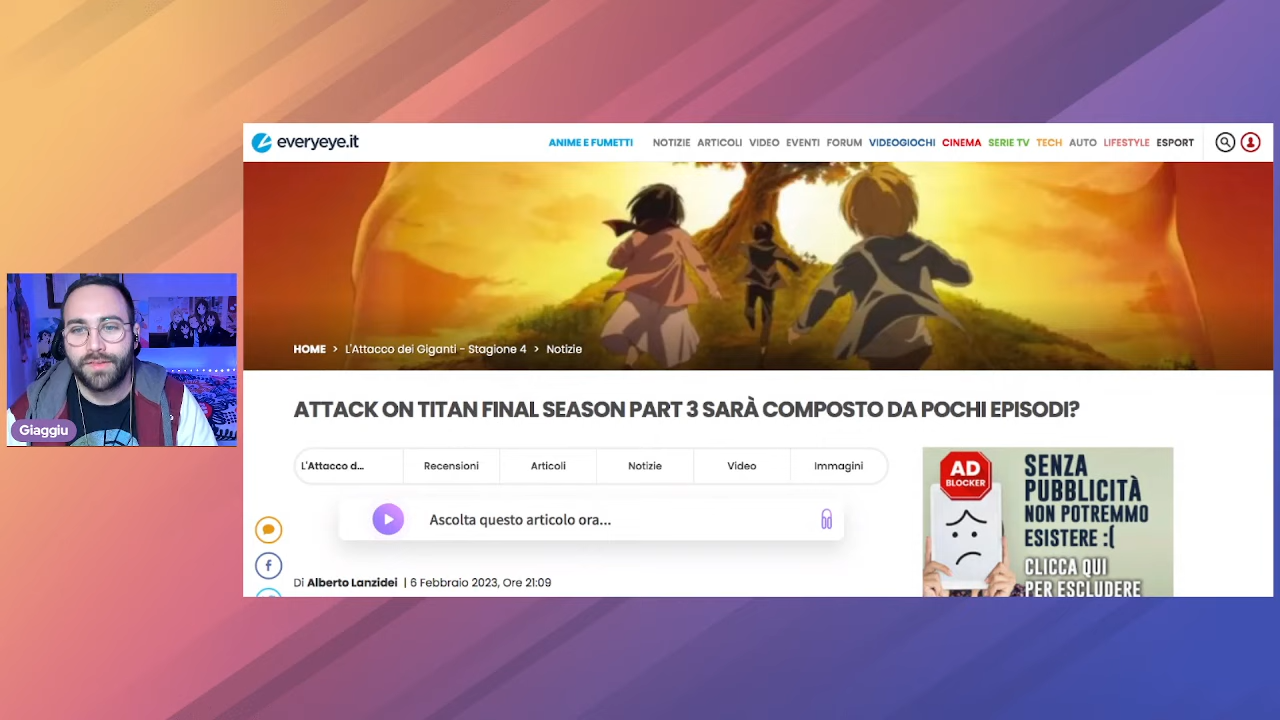 everyeye.it
ANIME E FUMETTI NOTIZIE ARTICOLI VIDEO EVENTI FORUM VIDEOGIOCHI CINEMA SERIE TV TECH AUTO LIFESTYLE ESPORT
HOME > L'Attacco dei Giganti - Stagione 4 > Notizie
ATTACK ON TITAN FINAL SEASON PART 3 SARÀ COMPOSTO DA POCHI EPISODI?
L'Attacco d... Recensioni Articoli Notizie Video Immagini
Ascolta questo articolo ora...
Di Alberto Lanzidei | 6 Febbraio 2023, Ore 21:09
AD
BLOCKER
SENZA
PUBBLICITÀ
NON POTREMMO
ESISTERE :(
CLICCA QUI
PER ESCLUDERE
Giaggiu